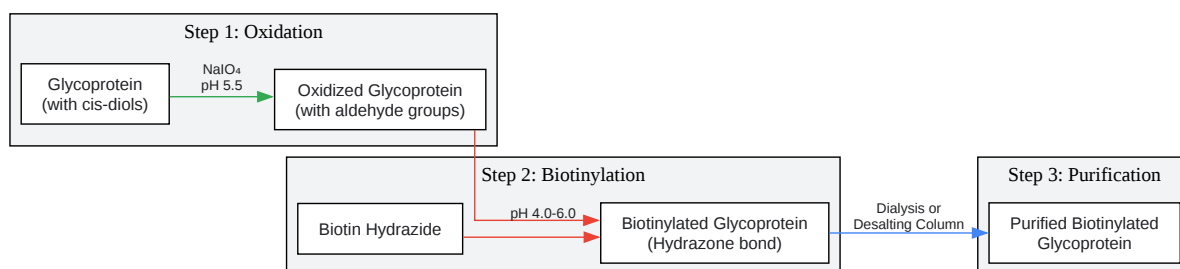 Step 1: Oxidation
Glycoprotein
(with cis-diols)
NaIO₄
pH 5.5
Oxidized Glycoprotein
(with aldehyde groups)
Step 2: Biotinylation
Biotin Hydrazide
pH 4.0-6.0
Biotinylated Glycoprotein
(Hydrazone bond)
Dialysis or
Desalting Column
Step 3: Purification
Purified Biotinylated
Glycoprotein